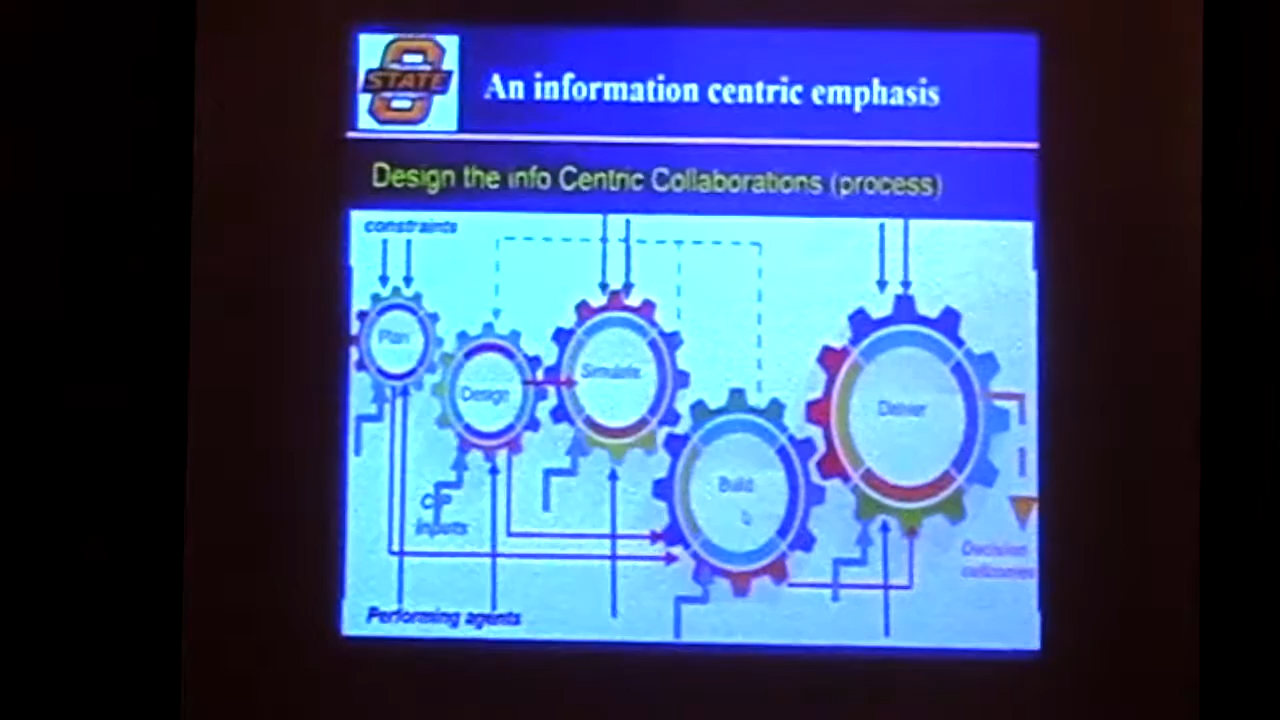 STATE
An information centric emphasis
Design the info Centric Collaborations (process)
constraints
Plan
Design
Simulate
Build
Deliver
inputs
Decision
outcomes
Performing agents